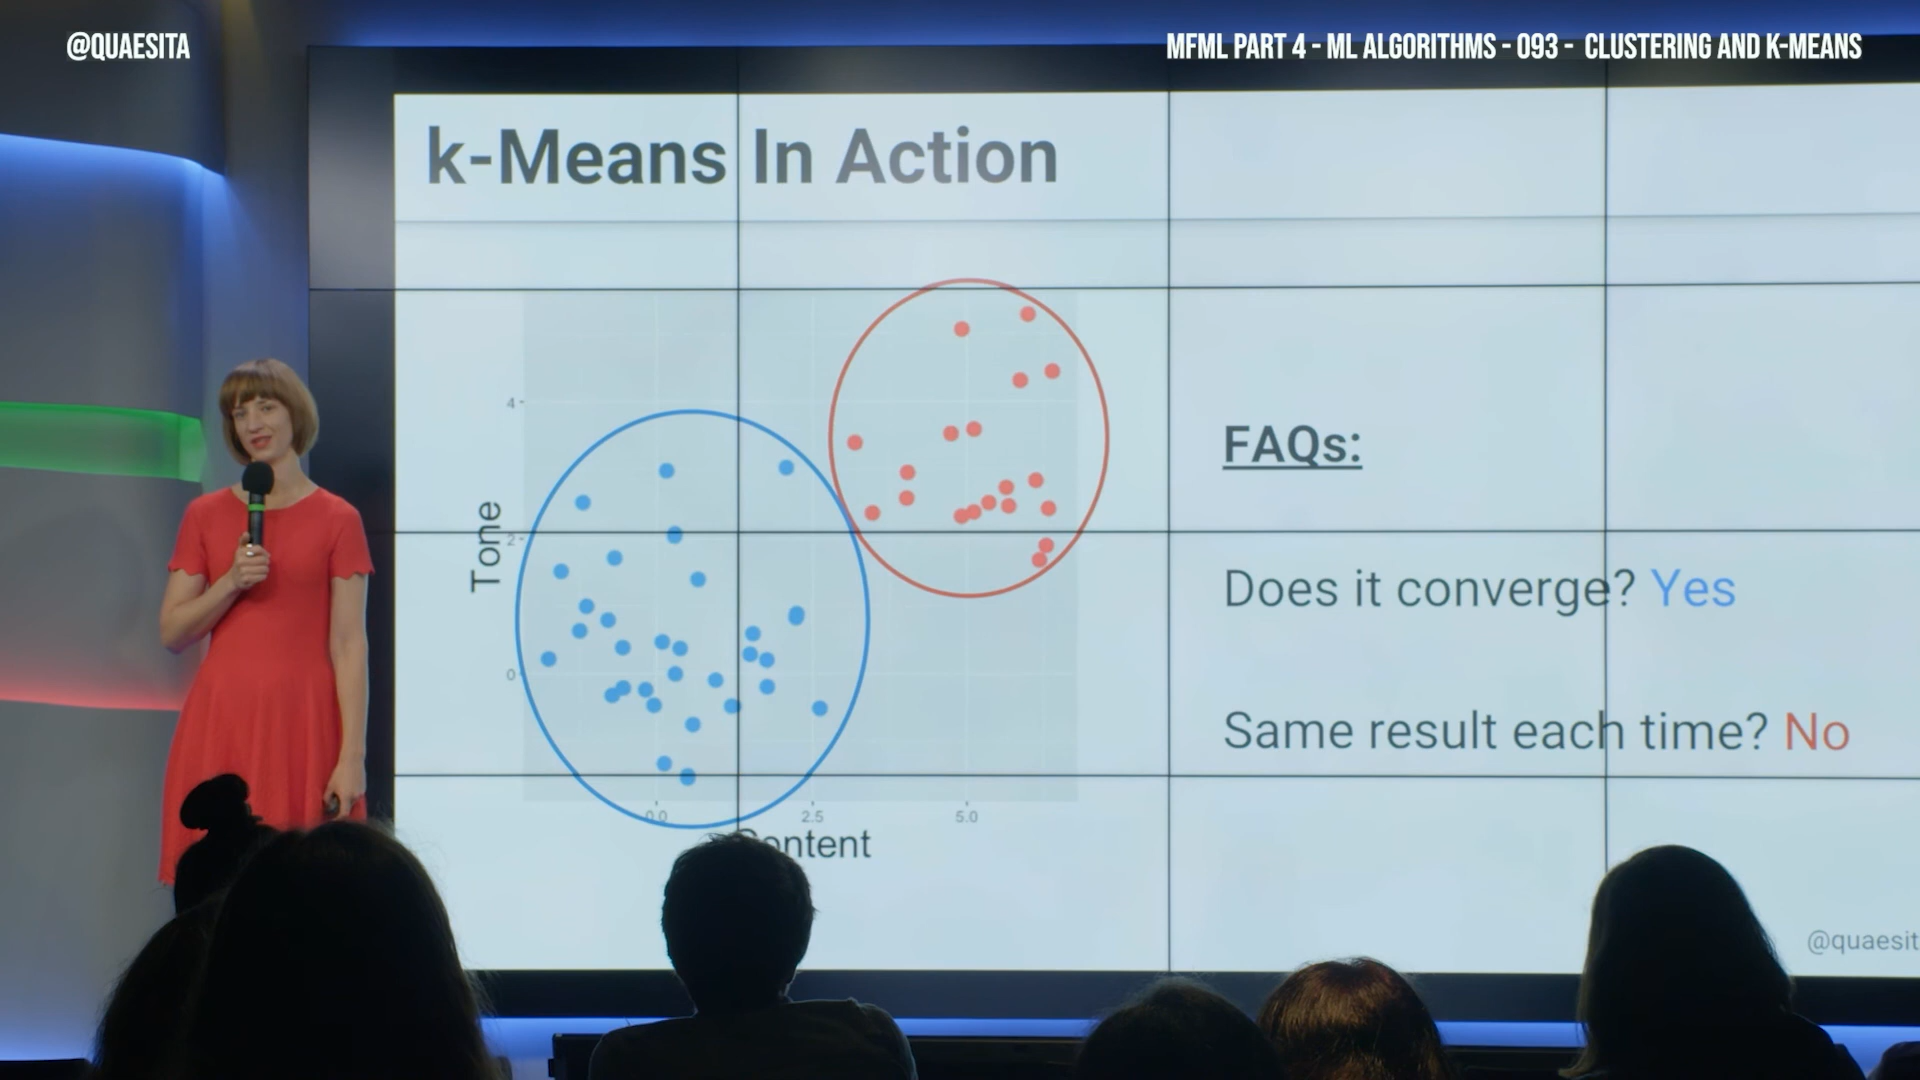 @QUAESITA
MFML PART 4 - ML ALGORITHMS - 093 - CLUSTERING AND K-MEANS
k-Means In Action
4
Tone
2
0
0.0
2.5
5.0
FAQs:
Does it converge? Yes
Same result each time? No
@quaesit